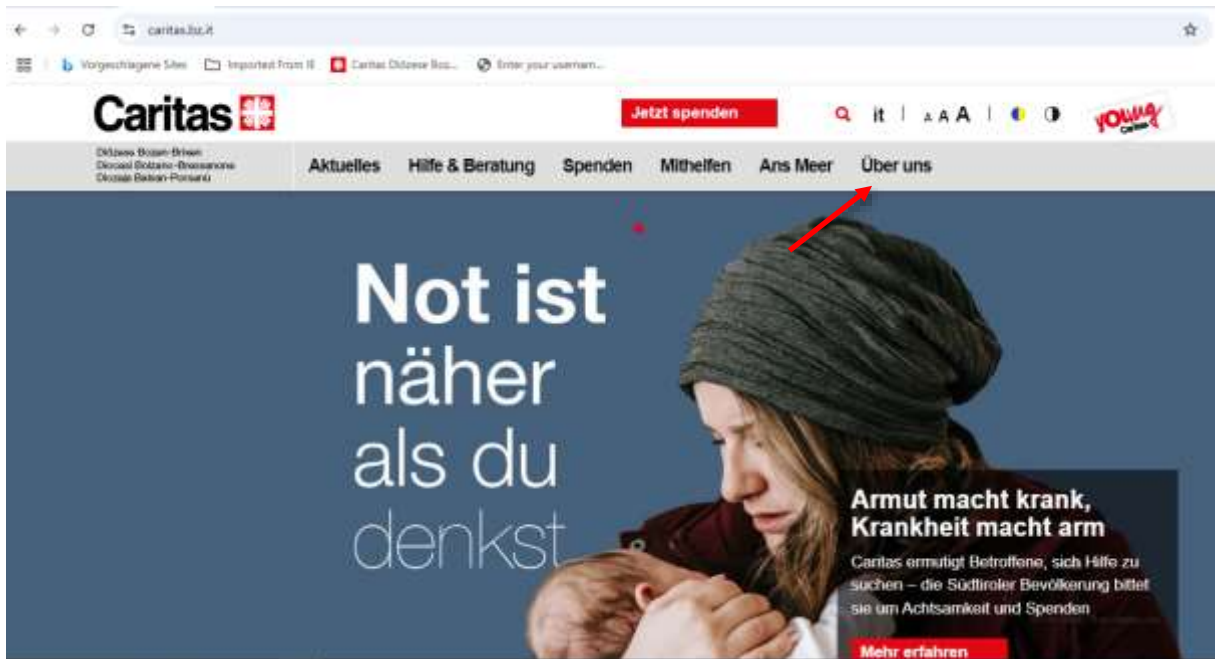 caritas.bz.it
Vorgeschlagene Sites Imported From IE Caritas Diözese Boz... Enter your usernam...
Caritas
Jetzt spenden
it | A A A |
YOUNG
Caritas
Diözese Bozen-Brixen
Diocesi Bolzano-Bressanone
Diozeja Balsan-Porsenù
Aktuelles Hilfe & Beratung Spenden Mithelfen Ans Meer Über uns
Not ist
näher
als du
denkst
Armut macht krank,
Krankheit macht arm
Caritas ermutigt Betroffene, sich Hilfe zu
suchen – die Südtiroler Bevölkerung bittet
sie um Achtsamkeit und Spenden
Mehr erfahren